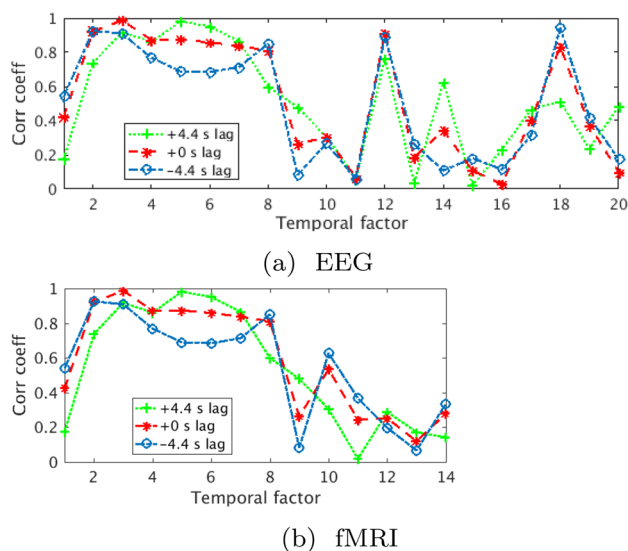 1
0.8
0.6
0.4
0.2
0
Corr coeff
+4.4 s lag
+0 s lag
−4.4 s lag
2 4 6 8 10 12 14 16 18 20
Temporal factor
(a) EEG
1
0.8
0.6
0.4
0.2
0
Corr coeff
+4.4 s lag
+0 s lag
−4.4 s lag
2 4 6 8 10 12 14
Temporal factor
(b) fMRI